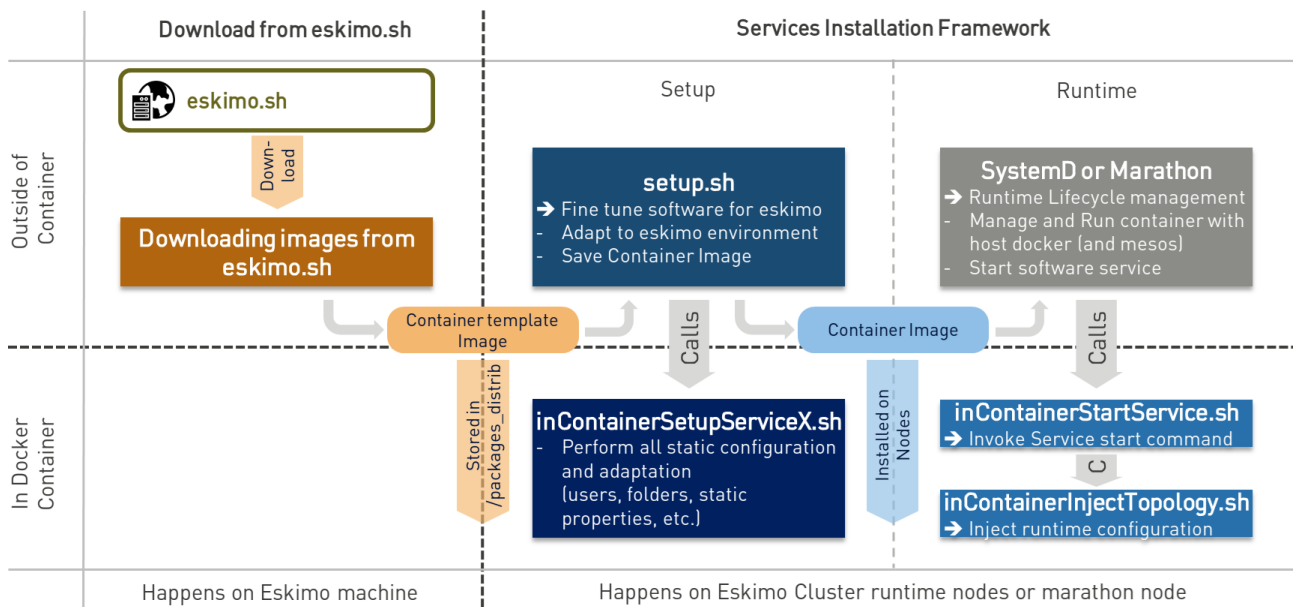 Download from eskimo.sh
Services Installation Framework
Outside of
Container
eskimo.sh
Down-
load
Downloading images from
eskimo.sh
Setup
setup.sh
➔ Fine tune software for eskimo
- Adapt to eskimo environment
- Save Container Image
Runtime
SystemD or Marathon
➔ Runtime Lifecycle management
- Manage and Run container with
host docker (and mesos)
- Start software service
Container template
Image
Calls
Container Image
Calls
In Docker
Container
Stored in
/packages_distrib
inContainerSetupServiceX.sh
- Perform all static configuration
and adaptation
(users, folders, static
properties, etc.)
Installed on
Nodes
inContainerStartService.sh
➔ Invoke Service start command
C
inContainerInjectTopology.sh
➔ Inject runtime configuration
Happens on Eskimo machine
Happens on Eskimo Cluster runtime nodes or marathon node